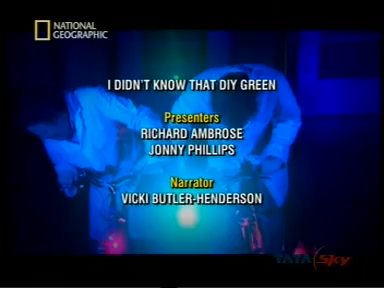 NATIONAL
GEOGRAPHIC
I DIDN'T KNOW THAT DIY GREEN
Presenters
RICHARD AMBROSE
JONNY PHILLIPS
Narrator
VICKI BUTLER-HENDERSON
TATA Sky